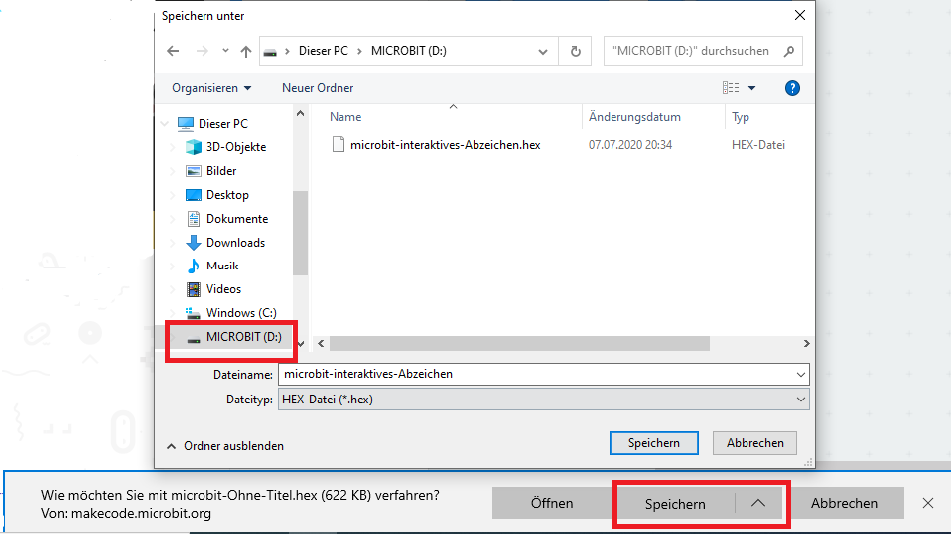 Speichern unter
Dieser PC MICROBIT (D:)
"MICROBIT (D:)" durchsuchen
Organisieren Neuer Ordner
Name Änderungsdatum Typ
microbit-interaktives-Abzeichen.hex 07.07.2020 20:34 HEX-Datei
Dieser PC
3D-Objekte
Bilder
Desktop
Dokumente
Downloads
Musik
Videos
Windows (C:)
MICROBIT (D:)
Dateiname: microbit-interaktives-Abzeichen
Dateityp: HEX-Datei (*.hex)
Ordner ausblenden Speichern Abbrechen
Wie möchten Sie mit microbit-Ohne-Titel.hex (622 KB) verfahren?
Von: makecode.microbit.org
Öffnen Speichern Abbrechen